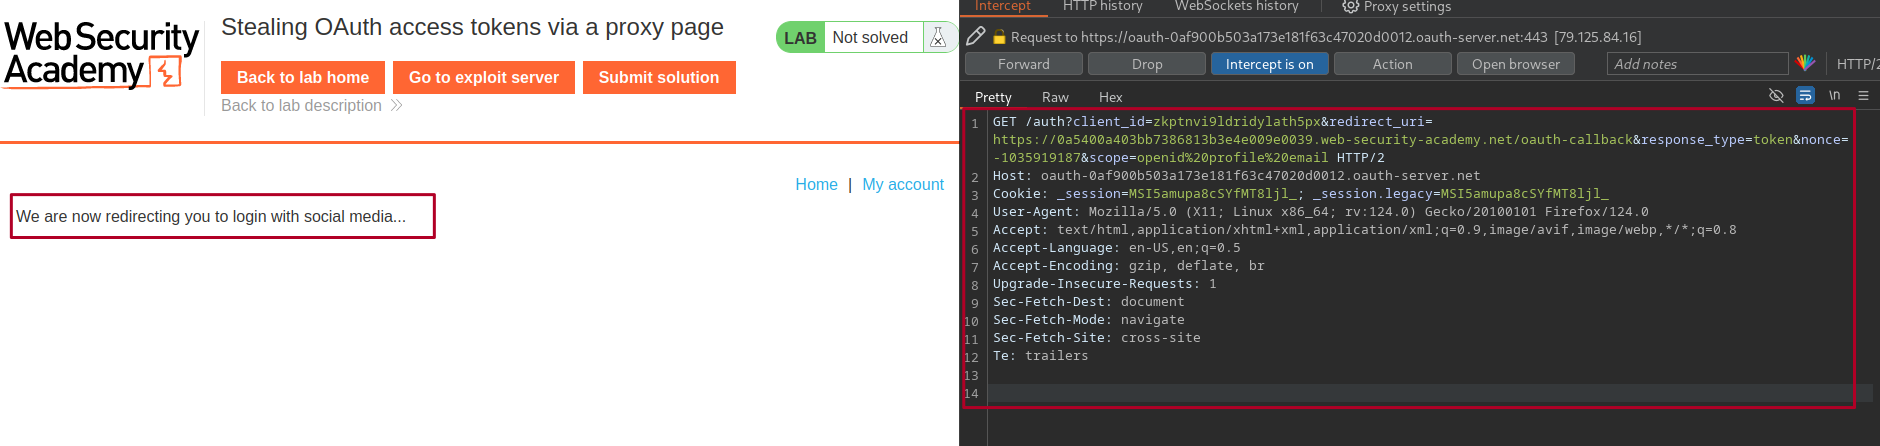 Web Security
Academy
Stealing OAuth access tokens via a proxy page
LAB Not solved
Back to lab home Go to exploit server Submit solution
Back to lab description
Home | My account
We are now redirecting you to login with social media...
Intercept HTTP history WebSockets history Proxy settings
Request to https://oauth-0af900b503a173e181f63c47020d0012.oauth-server.net:443 [79.125.84.16]
Forward Drop Intercept is on Action Open browser Add notes HTTP/2
Pretty Raw Hex \n
1 GET /auth?client_id=zkptnvi9ldridylath5px&redirect_uri=
https://0a5400a403bb7386813b3e4e009e0039.web-security-academy.net/oauth-callback&response_type=token&nonce=
-1035919187&scope=openid%20profile%20email HTTP/2
2 Host: oauth-0af900b503a173e181f63c47020d0012.oauth-server.net
3 Cookie: _session=MSI5amupa8cSYfMT8ljl_; _session.legacy=MSI5amupa8cSYfMT8ljl_
4 User-Agent: Mozilla/5.0 (X11; Linux x86_64; rv:124.0) Gecko/20100101 Firefox/124.0
5 Accept: text/html,application/xhtml+xml,application/xml;q=0.9,image/avif,image/webp,*/*;q=0.8
6 Accept-Language: en-US,en;q=0.5
7 Accept-Encoding: gzip, deflate, br
8 Upgrade-Insecure-Requests: 1
9 Sec-Fetch-Dest: document
10 Sec-Fetch-Mode: navigate
11 Sec-Fetch-Site: cross-site
12 Te: trailers
13
14